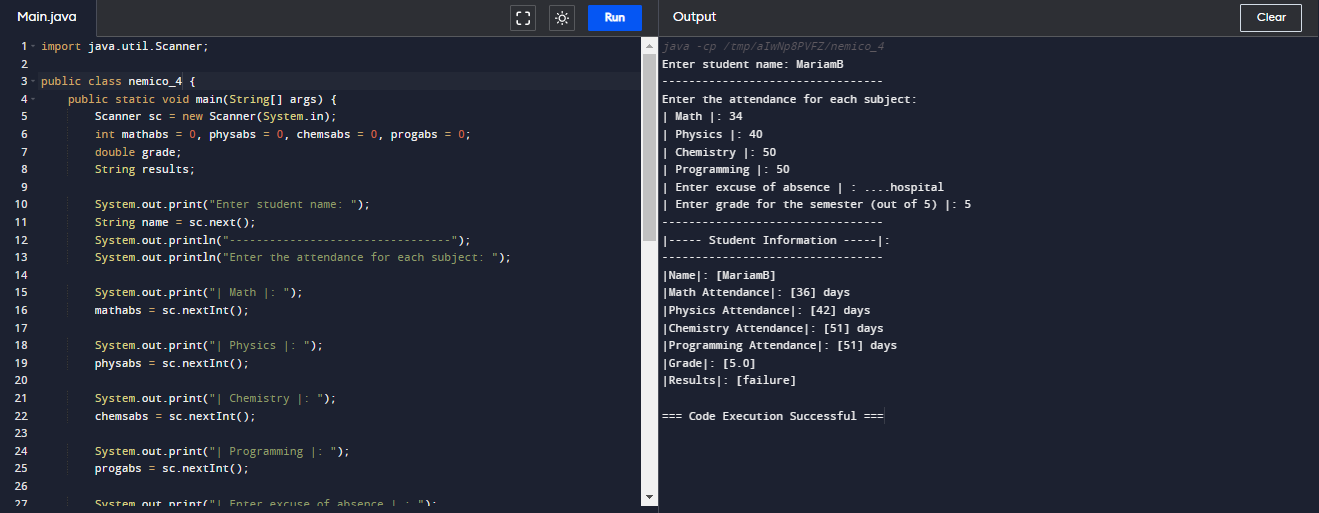 Main.java
Run
1 import java.util.Scanner;
2
3 public class nemico_4 {
4 public static void main(String[] args) {
5 Scanner sc = new Scanner(System.in);
6 int mathabs = 0, physabs = 0, chemsabs = 0, progabs = 0;
7 double grade;
8 String results;
9
10 System.out.print("Enter student name: ");
11 String name = sc.next();
12 System.out.println("---------------------------------");
13 System.out.println("Enter the attendance for each subject: ");
14
15 System.out.print("| Math |: ");
16 mathabs = sc.nextInt();
17
18 System.out.print("| Physics |: ");
19 physabs = sc.nextInt();
20
21 System.out.print("| Chemistry |: ");
22 chemsabs = sc.nextInt();
23
24 System.out.print("| Programming |: ");
25 progabs = sc.nextInt();
26
27 System.out.print("| Enter excuse of absence | : ");
Output
Clear
java -cp /tmp/aIwNp8PVFZ/nemico_4
Enter student name: MariamB
---------------------------------
Enter the attendance for each subject:
| Math |: 34
| Physics |: 40
| Chemistry |: 50
| Programming |: 50
| Enter excuse of absence | : ....hospital
| Enter grade for the semester (out of 5) |: 5
---------------------------------
|----- Student Information -----|:
---------------------------------
|Name|: [MariamB]
|Math Attendance|: [36] days
|Physics Attendance|: [42] days
|Chemistry Attendance|: [51] days
|Programming Attendance|: [51] days
|Grade|: [5.0]
|Results|: [failure]
=== Code Execution Successful ===